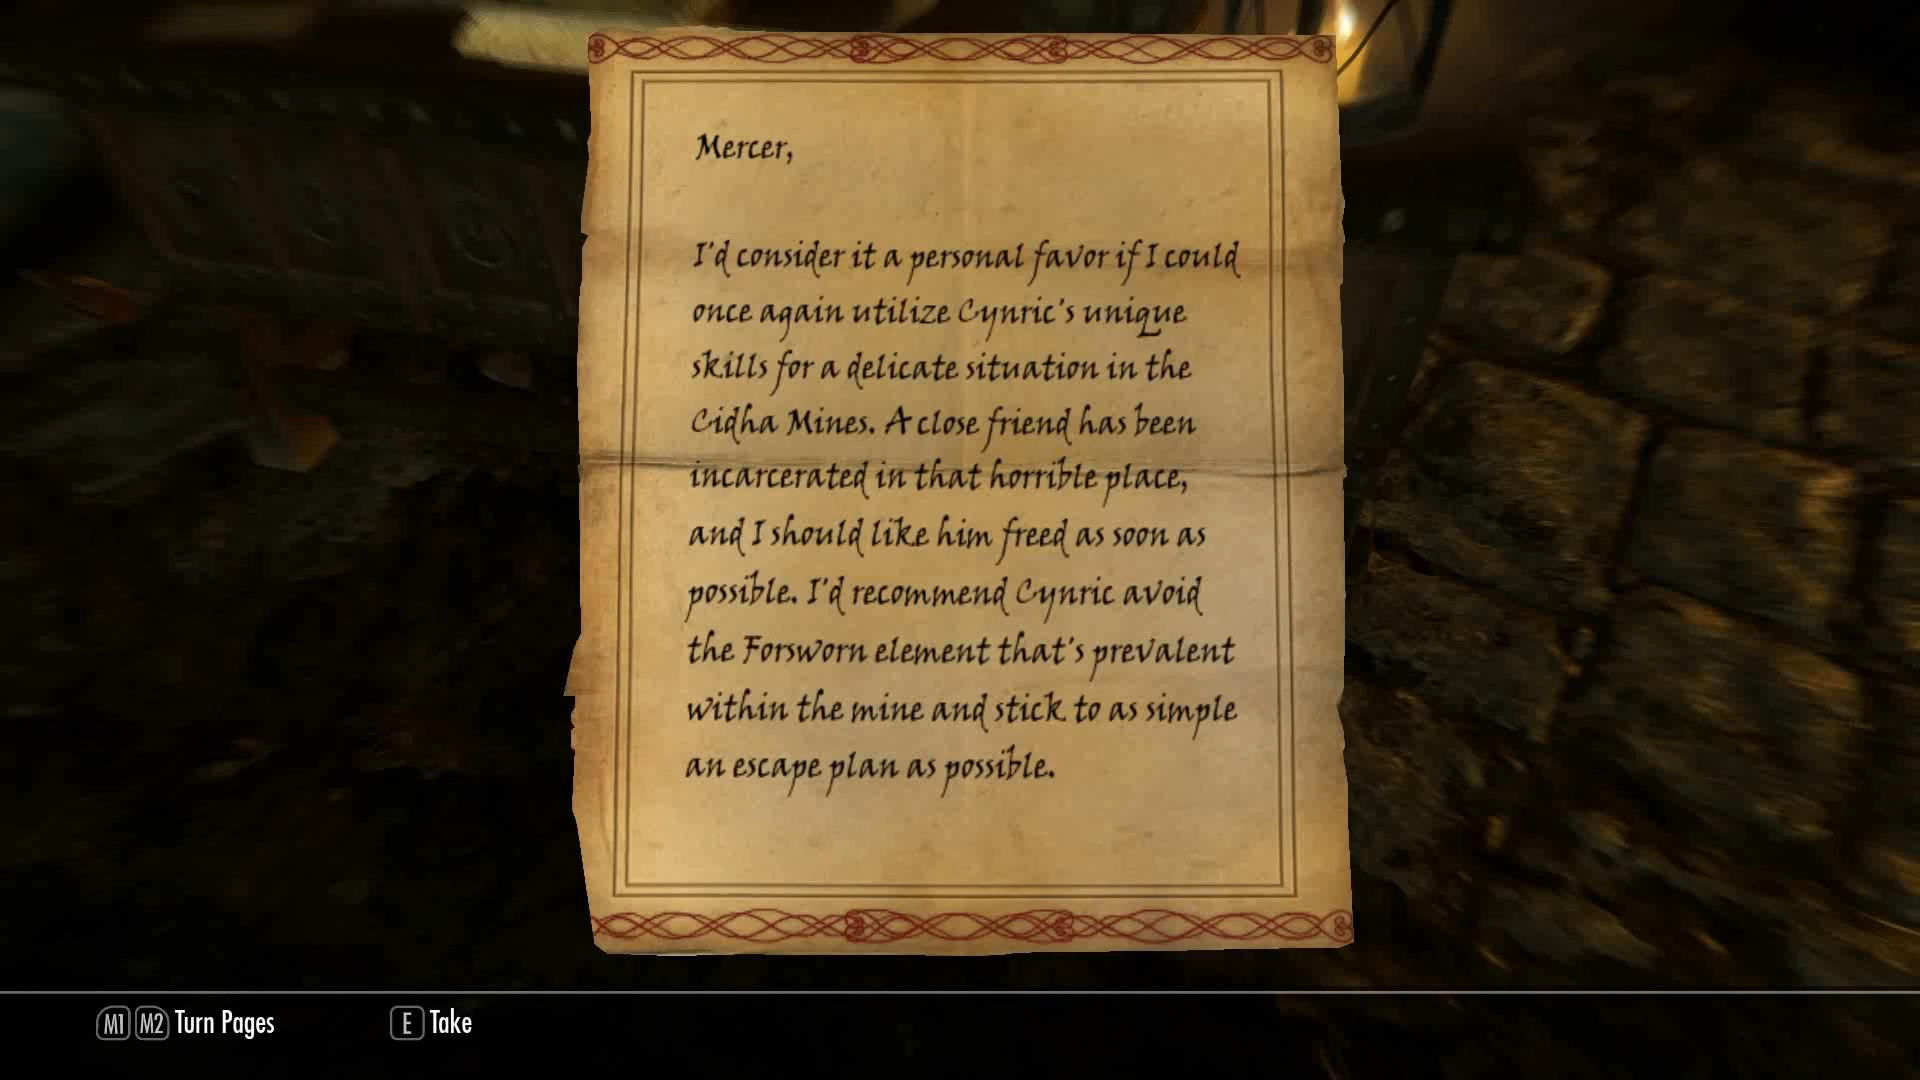 Mercer,
I'd consider it a personal favor if I could
once again utilize Cynric's unique
skills for a delicate situation in the
Cidha Mines. A close friend has been
incarcerated in that horrible place,
and I should like him freed as soon as
possible. I'd recommend Cynric avoid
the Forsworn element that's prevalent
within the mine and stick to as simple
an escape plan as possible.
M1 M2 Turn Pages
E Take